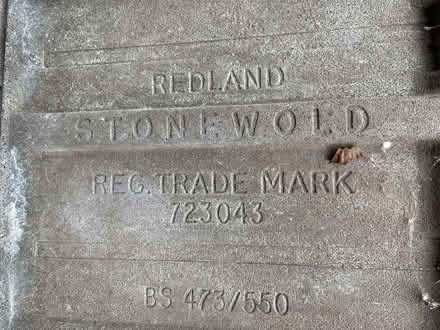 REDLAND
STONEWOLD
REG. TRADE MARK
723043
BS 473/550